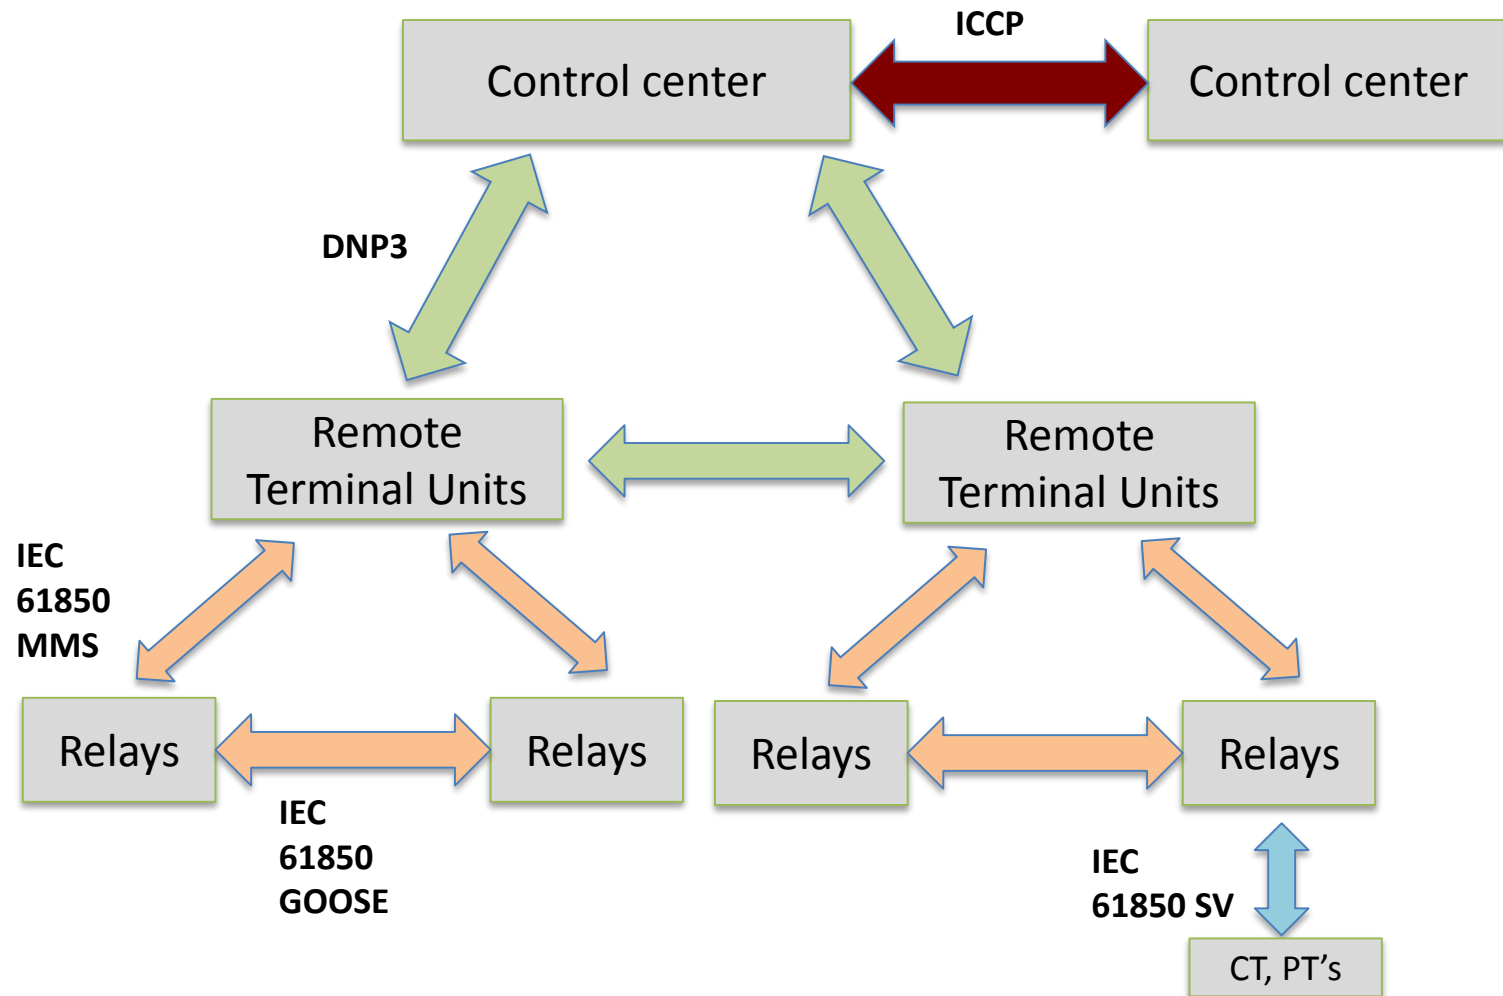 ICCP
Control center
Control center
DNP3
Remote
Terminal Units
Remote
Terminal Units
IEC
61850
MMS
Relays
Relays
Relays
Relays
IEC
61850
GOOSE
IEC
61850 SV
CT, PT’s